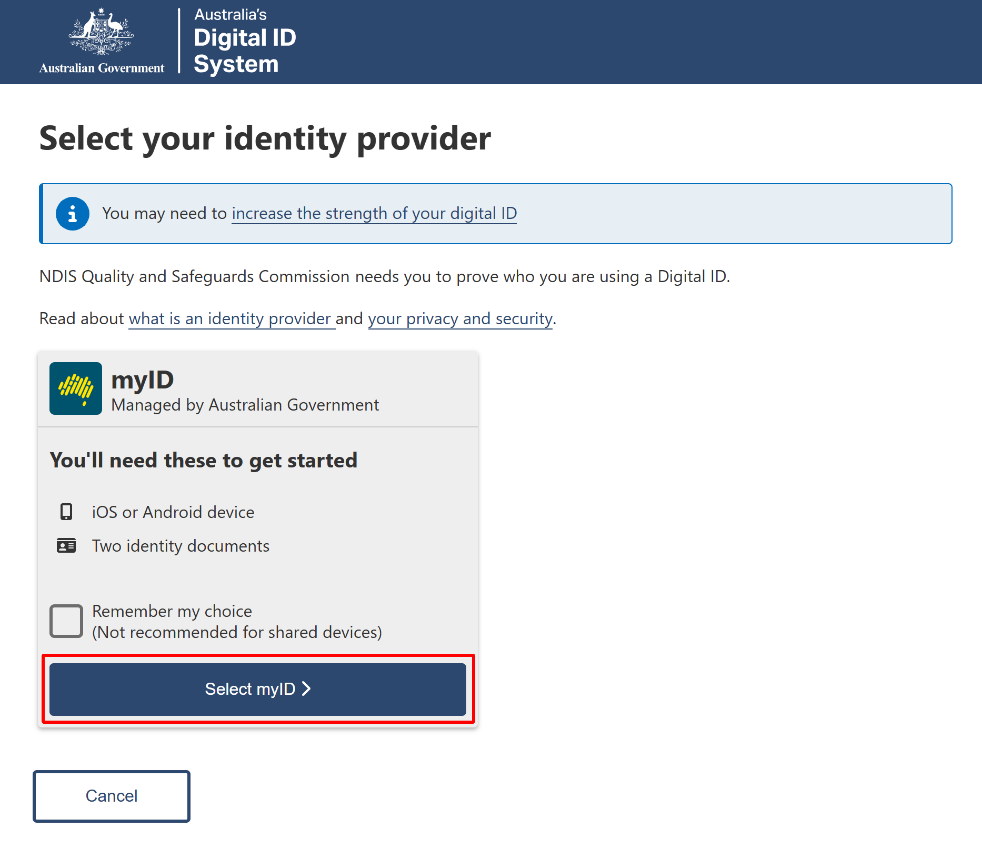 Australian Government
Australia's
Digital ID
System
Select your identity provider
You may need to increase the strength of your digital ID
NDIS Quality and Safeguards Commission needs you to prove who you are using a Digital ID.
Read about what is an identity provider and your privacy and security.
myID
Managed by Australian Government
You'll need these to get started
iOS or Android device
Two identity documents
Remember my choice
(Not recommended for shared devices)
Select myID
Cancel